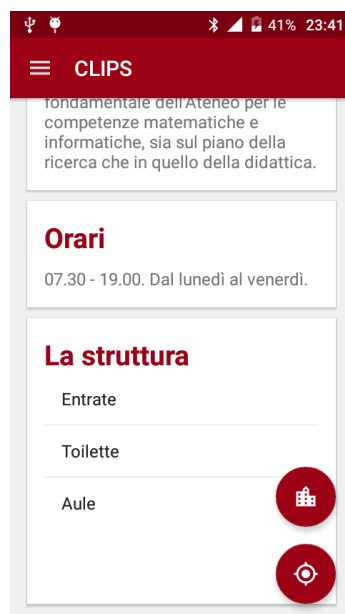 41% 23:41
CLIPS
fondamentale dell'Ateneo per le
competenze matematiche e
informatiche, sia sul piano della
ricerca che in quello della didattica.
Orari
07.30 - 19.00. Dal lunedì al venerdì.
La struttura
Entrate
Toilette
Aule